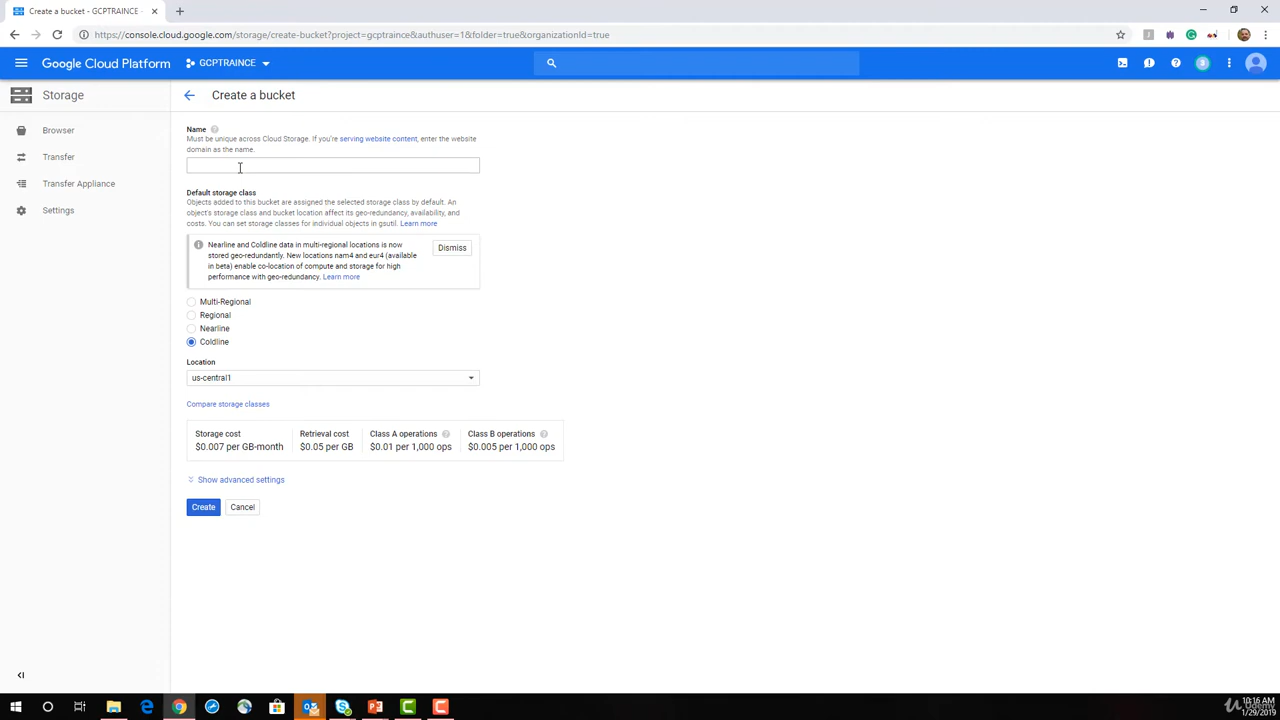 Create a bucket - GCPTRAINCE
https://console.cloud.google.com/storage/create-bucket?project=gcptraince&authuser=1&folder=true&organizationId=true
Google Cloud Platform
GCPTRAINCE
3
Storage
Create a bucket
Browser
Transfer
Transfer Appliance
Settings
Name
Must be unique across Cloud Storage. If you're serving website content, enter the website
domain as the name.
Default storage class
Objects added to this bucket are assigned the selected storage class by default. An
object's storage class and bucket location affect its geo-redundancy, availability, and
costs. You can set storage classes for individual objects in gsutil. Learn more
Nearline and Coldline data in multi-regional locations is now
stored geo-redundantly. New locations nam4 and eur4 (available
in beta) enable co-location of compute and storage for high
performance with geo-redundancy. Learn more
Dismiss
Multi-Regional
Regional
Nearline
Coldline
Location
us-central1
Compare storage classes
Storage cost
$0.007 per GB-month
Retrieval cost
$0.05 per GB
Class A operations
$0.01 per 1,000 ops
Class B operations
$0.005 per 1,000 ops
Show advanced settings
Create
Cancel
10:16 AM
1/29/2019
Udemy